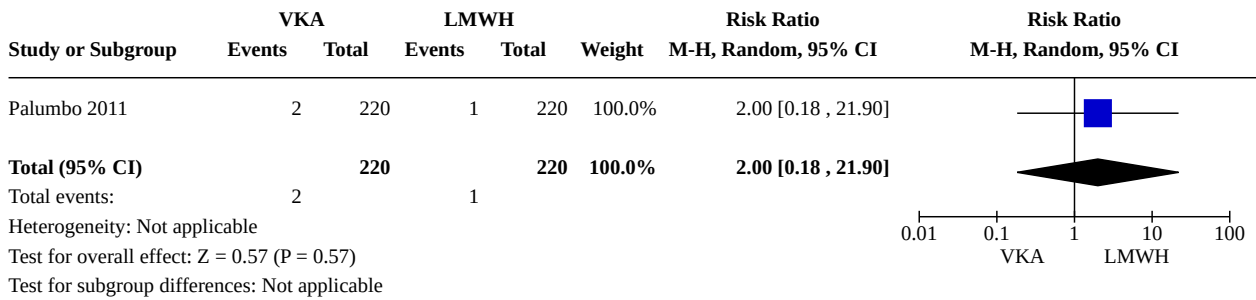 VKA LMWH Risk Ratio Risk Ratio
Study or Subgroup Events Total Events Total Weight M-H, Random, 95% CI M-H, Random, 95% CI
Palumbo 2011 2 220 1 220 100.0% 2.00 [0.18 , 21.90]
Total (95% CI) 220 220 100.0% 2.00 [0.18 , 21.90]
Total events: 2 1
Heterogeneity: Not applicable
Test for overall effect: Z = 0.57 (P = 0.57)
Test for subgroup differences: Not applicable
0.01 0.1 1 10 100
VKA LMWH